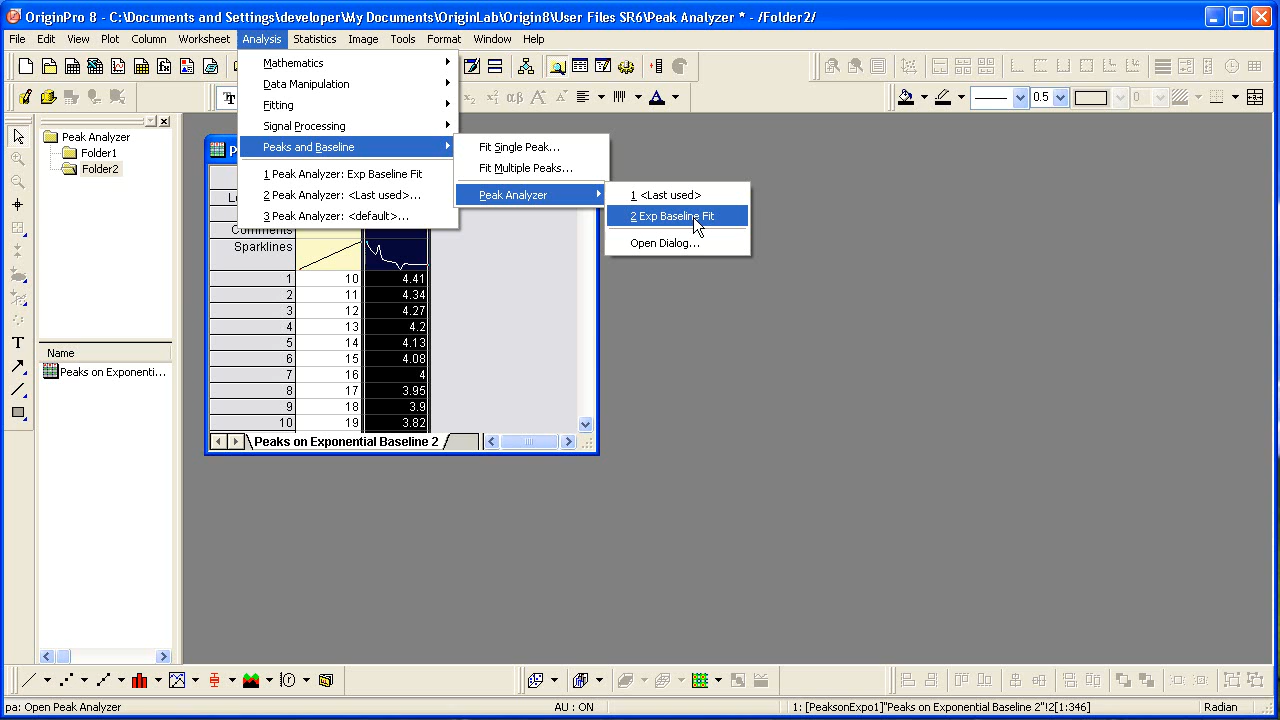 OriginPro 8 - C:\Documents and Settings\developer\My Documents\OriginLab\Origin8\User Files SR6\Peak Analyzer * - /Folder2/
File Edit View Plot Column Worksheet Analysis Statistics Image Tools Format Window Help
Mathematics
Data Manipulation
Fitting
Signal Processing
Peaks and Baseline
1 Peak Analyzer: Exp Baseline Fit
2 Peak Analyzer: <Last used>...
3 Peak Analyzer: <default>...
Fit Single Peak...
Fit Multiple Peaks...
Peak Analyzer
1 <Last used>
2 Exp Baseline Fit
Open Dialog...
0.5
0
Peak Analyzer
Folder1
Folder2
Name
Peaks on Exponenti...
Comments
Sparklines
1 10 4.41
2 11 4.34
3 12 4.27
4 13 4.2
5 14 4.13
6 15 4.08
7 16 4
8 17 3.95
9 18 3.9
10 19 3.82
Peaks on Exponential Baseline 2
pa: Open Peak Analyzer
AU : ON
1: [PeaksonExpo1]"Peaks on Exponential Baseline 2"!2[1:346]
Radian